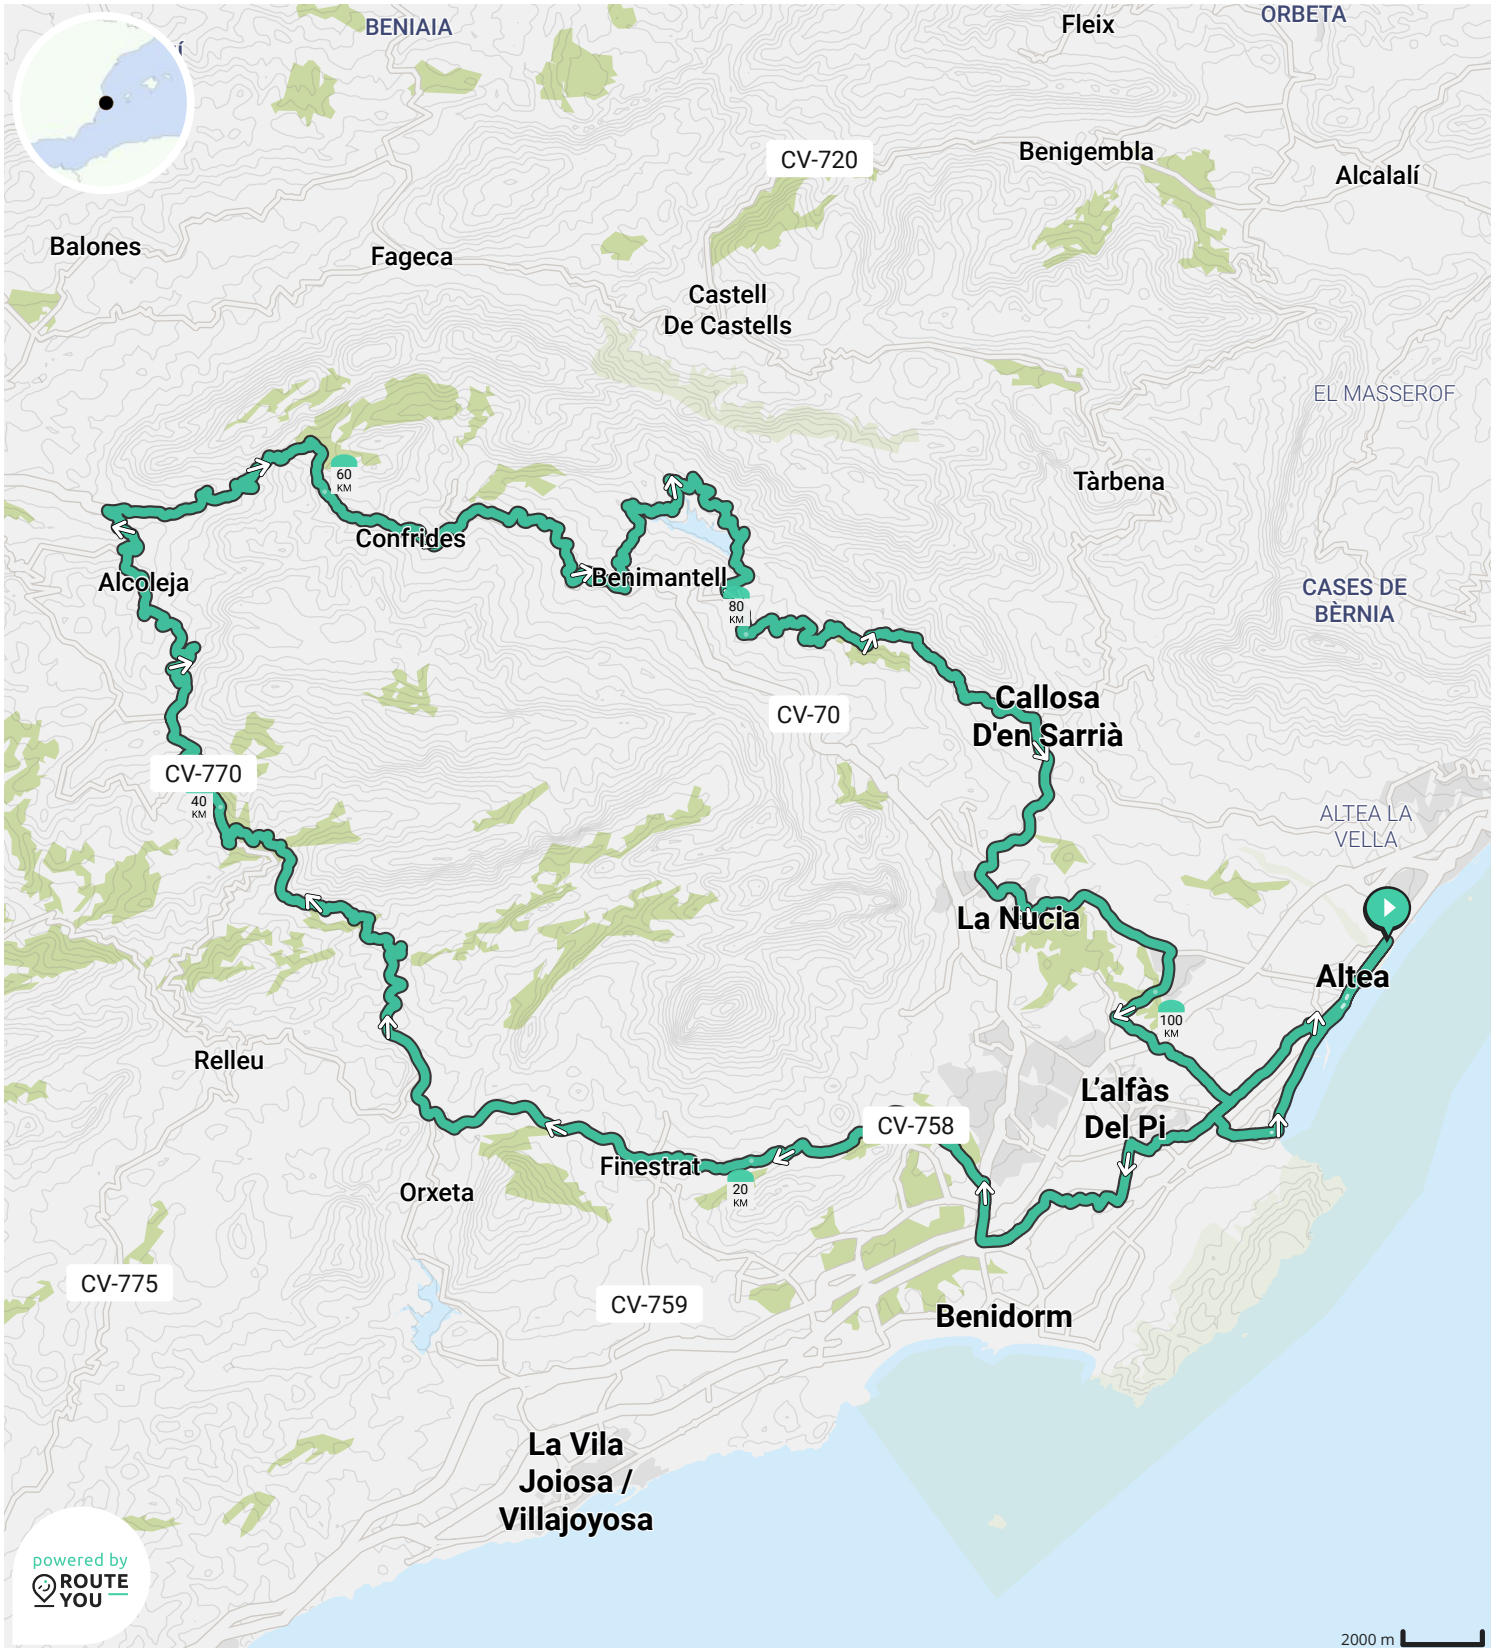 BENIAIA
Fleix
ORBETA
í
CV-720
Benigembla
Alcalalí
Balones
Fageca
Castell
De Castells
EL MASSEROF
60
KM
Tàrbena
Confrides
Alcoleja
Benimantell
CASES DE
BÈRNIA
80
KM
Callosa
D'en Sarrià
CV-70
CV-770
40
KM
ALTEA LA
VELLA
La Nucia
Altea
100
KM
Relleu
L'alfàs
Del Pi
CV-758
Finestrat
Orxeta
20
KM
CV-775
CV-759
Benidorm
La Vila
Joiosa /
Villajoyosa
powered by
ROUTE
YOU
2000 m